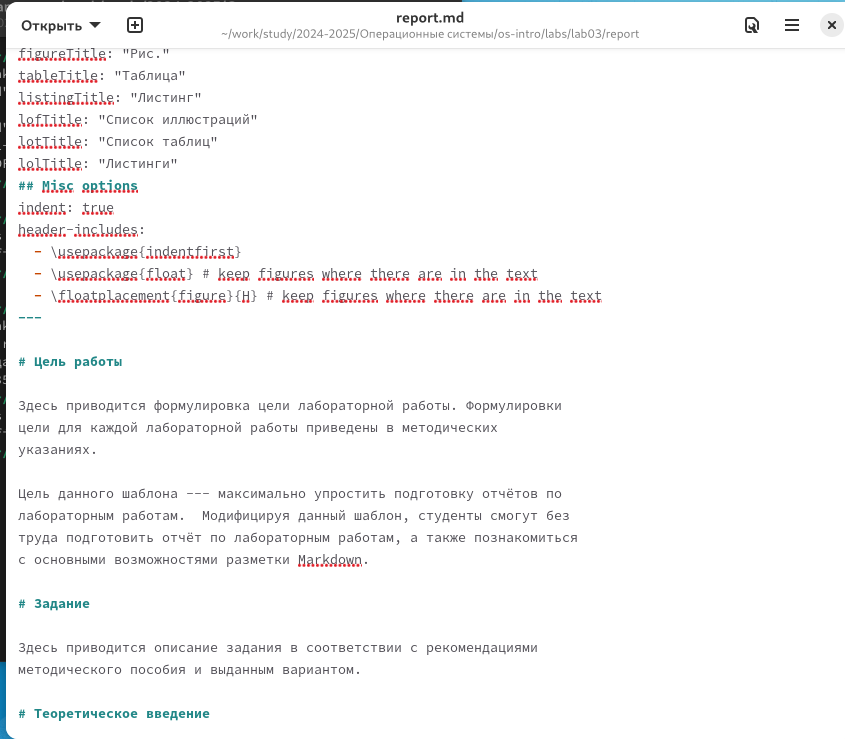 Открыть
report.md
~/work/study/2024-2025/Операционные системы/os-intro/labs/lab03/report
figureTitle: "Рис."
tableTitle: "Таблица"
listingTitle: "Листинг"
lofTitle: "Список иллюстраций"
lotTitle: "Список таблиц"
lolTitle: "Листинги"
## Misc options
indent: true
header-includes:
  - \usepackage{indentfirst}
  - \usepackage{float} # keep figures where there are in the text
  - \floatplacement{figure}{H} # keep figures where there are in the text
---
# Цель работы
Здесь приводится формулировка цели лабораторной работы. Формулировки
цели для каждой лабораторной работы приведены в методических
указаниях.
Цель данного шаблона --- максимально упростить подготовку отчётов по
лабораторным работам.  Модифицируя данный шаблон, студенты смогут без
труда подготовить отчёт по лабораторным работам, а также познакомиться
с основными возможностями разметки Markdown.
# Задание
Здесь приводится описание задания в соответствии с рекомендациями
методического пособия и выданным вариантом.
# Теоретическое введение